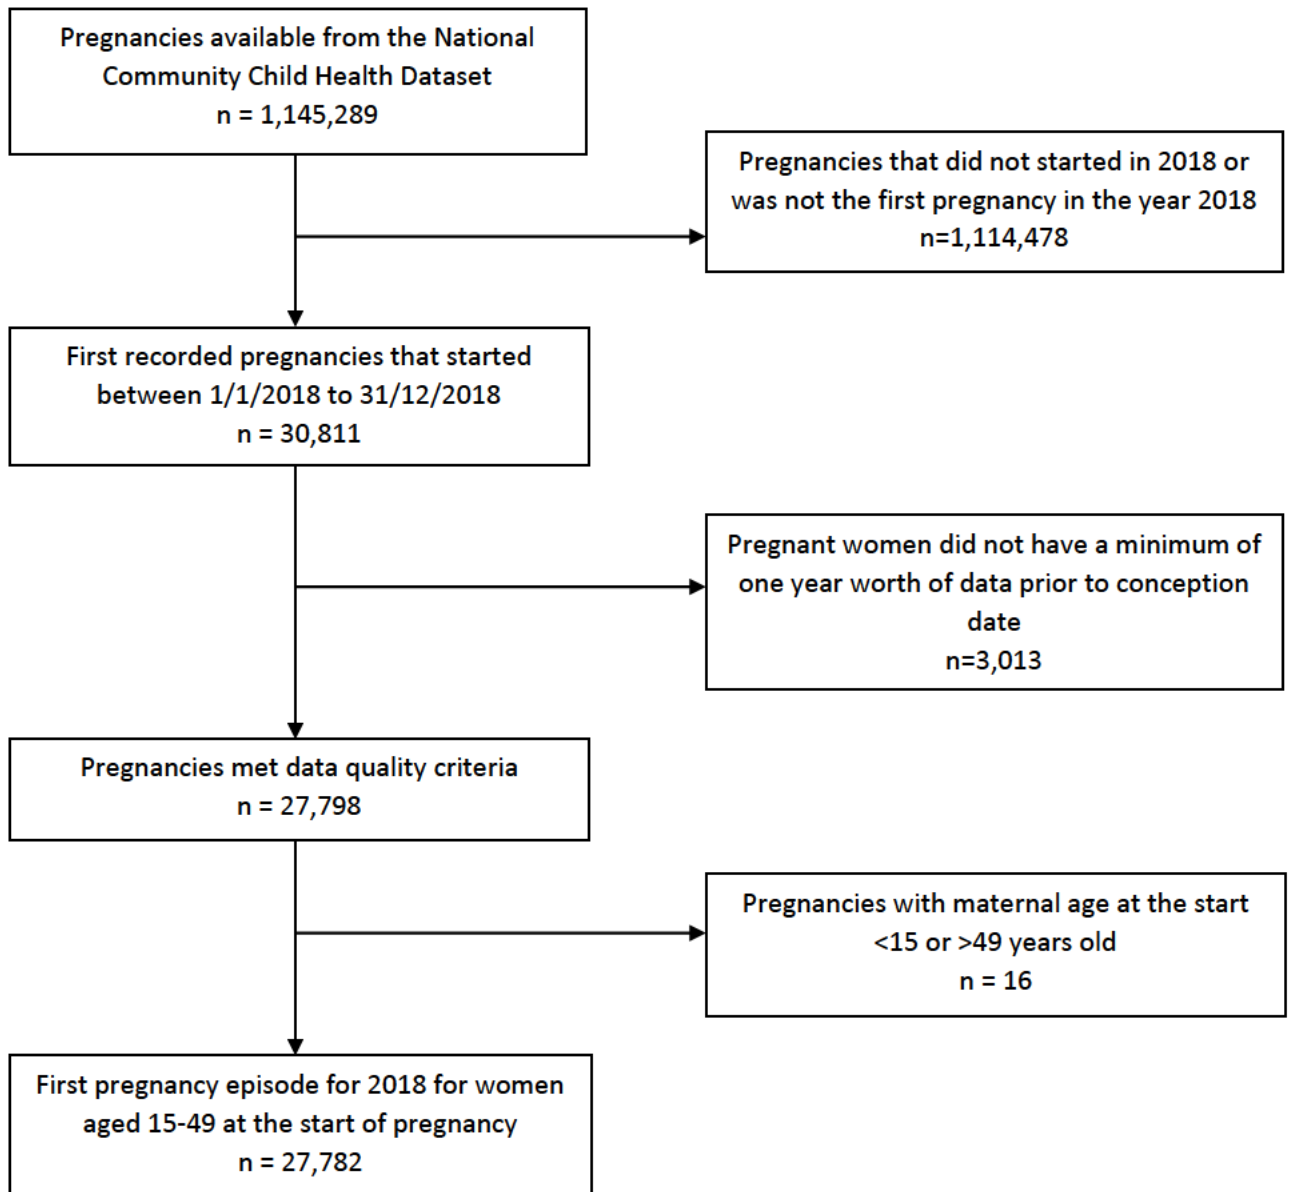 Pregnancies available from the National
Community Child Health Dataset
n = 1,145,289
Pregnancies that did not started in 2018 or
was not the first pregnancy in the year 2018
n=1,114,478
First recorded pregnancies that started
between 1/1/2018 to 31/12/2018
n = 30,811
Pregnant women did not have a minimum of
one year worth of data prior to conception
date
n=3,013
Pregnancies met data quality criteria
n = 27,798
Pregnancies with maternal age at the start
<15 or >49 years old
n = 16
First pregnancy episode for 2018 for women
aged 15-49 at the start of pregnancy
n = 27,782